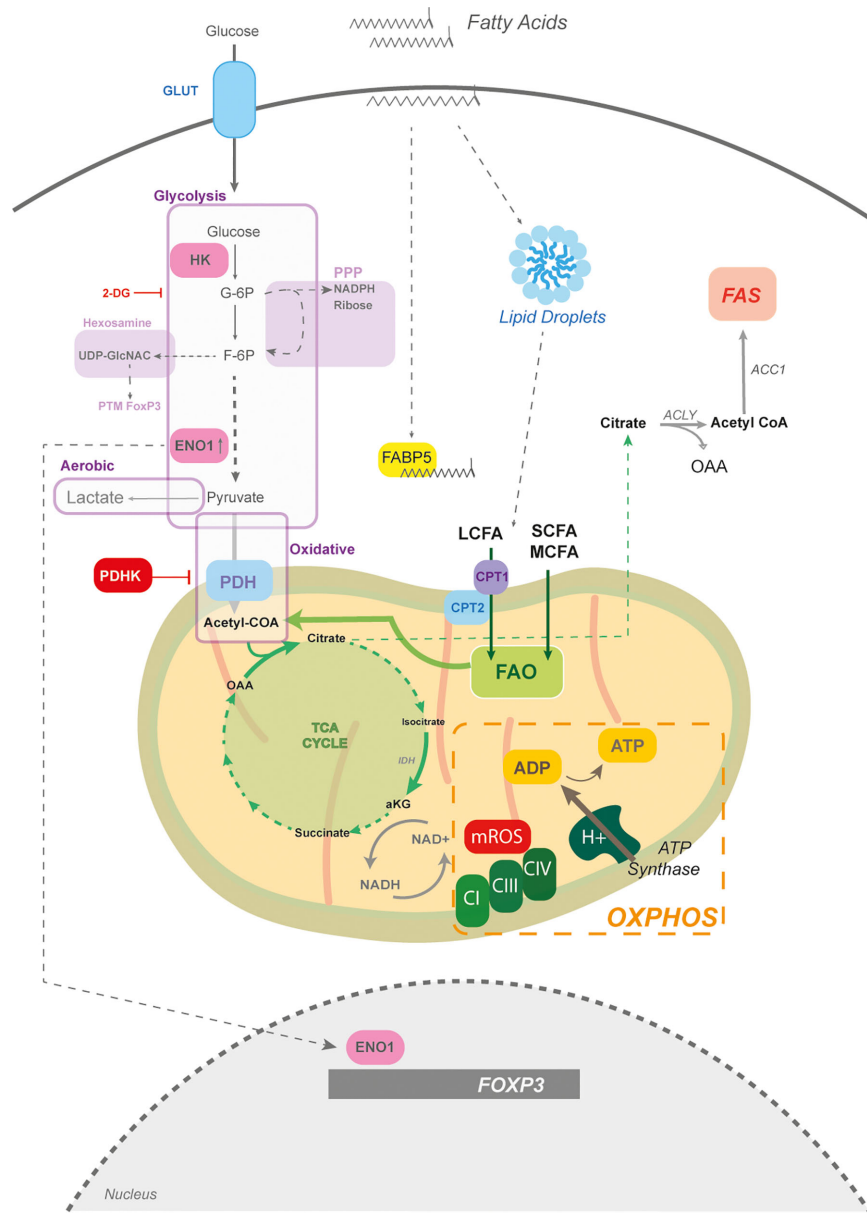 Glucose
Fatty Acids
GLUT
Glycolysis
Glucose
HK
PPP
2-DG
G-6P
NADPH
Ribose
Lipid Droplets
FAS
Hexosamine
UDP-GlcNAC
F-6P
PTM FoxP3
ACC1
Citrate
ACLY
Acetyl CoA
OAA
ENO1↑
FABP5
Aerobic
Lactate
Pyruvate
LCFA
SCFA
MCFA
Oxidative
PDHK
PDH
CPT1
CPT2
Acetyl-COA
Citrate
FAO
OAA
TCA
CYCLE
Isocitrate
IDH
aKG
Succinate
NAD+
NADH
ADP
ATP
mROS
H+
ATP
Synthase
CI
CIII
CIV
OXPHOS
ENO1
FOXP3
Nucleus